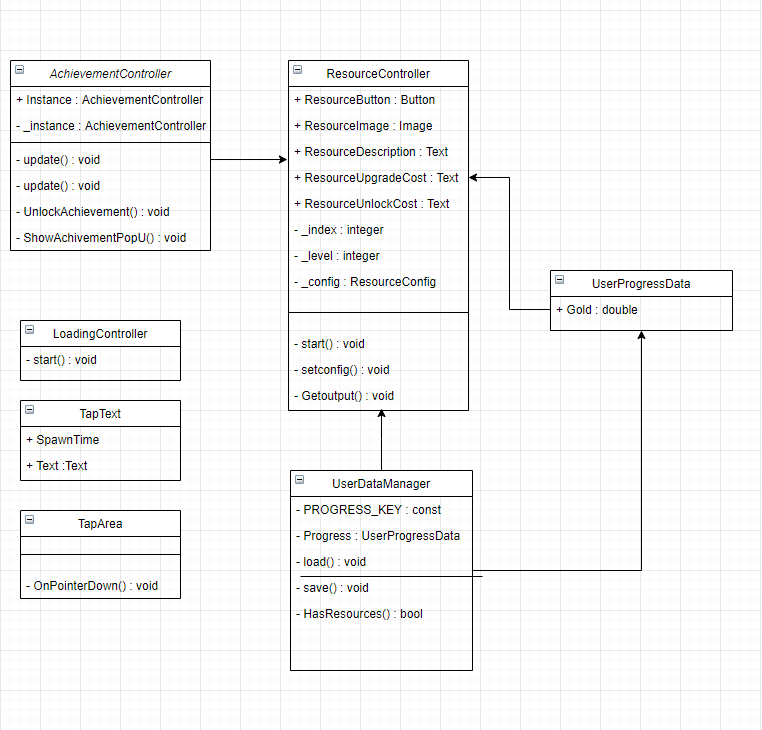 AchievementController
+ Instance : AchievementController
- _instance : AchievementController
- update() : void
- update() : void
- UnlockAchievement() : void
- ShowAchivementPopU() : void
ResourceController
+ ResourceButton : Button
+ ResourceImage : Image
+ ResourceDescription : Text
+ ResourceUpgradeCost : Text
+ ResourceUnlockCost : Text
- _index : integer
- _level : integer
- _config : ResourceConfig
- start() : void
- setconfig() : void
- Getoutput() : void
UserProgressData
+ Gold : double
LoadingController
- start() : void
TapText
+ SpawnTime
+ Text :Text
TapArea
- OnPointerDown() : void
UserDataManager
- PROGRESS_KEY : const
- Progress : UserProgressData
- load() : void
- save() : void
- HasResources() : bool